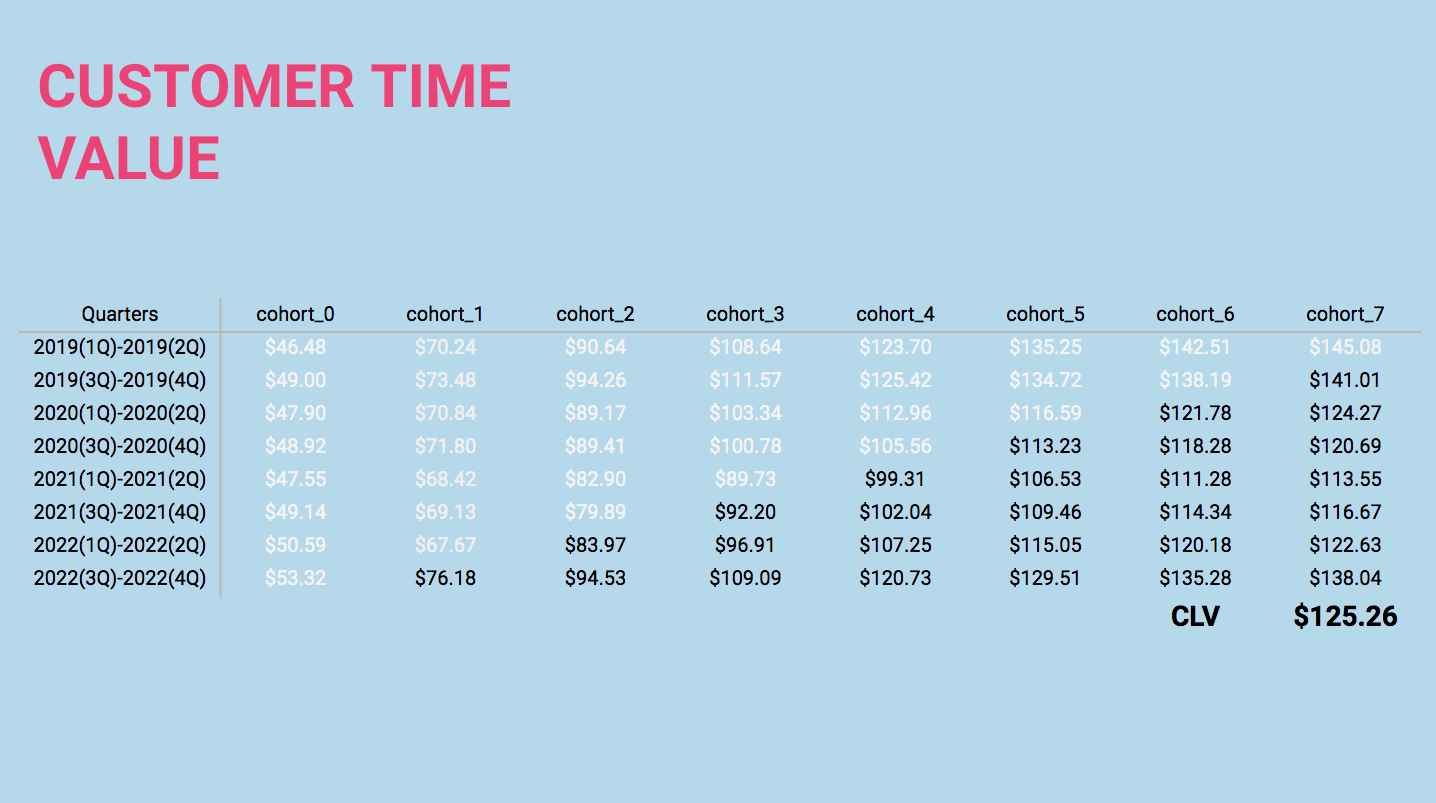 CUSTOMER TIME
VALUE
Quarters cohort_0 cohort_1 cohort_2 cohort_3 cohort_4 cohort_5 cohort_6 cohort_7
2019(1Q)-2019(2Q) $46.48 $70.24 $90.64 $108.64 $123.70 $135.25 $142.51 $145.08
2019(3Q)-2019(4Q) $49.00 $73.48 $94.26 $111.57 $125.42 $134.72 $138.19 $141.01
2020(1Q)-2020(2Q) $47.90 $70.84 $89.17 $103.34 $112.96 $116.59 $121.78 $124.27
2020(3Q)-2020(4Q) $48.92 $71.80 $89.41 $100.78 $105.56 $113.23 $118.28 $120.69
2021(1Q)-2021(2Q) $47.55 $68.42 $82.90 $89.73 $99.31 $106.53 $111.28 $113.55
2021(3Q)-2021(4Q) $49.14 $69.13 $79.89 $92.20 $102.04 $109.46 $114.34 $116.67
2022(1Q)-2022(2Q) $50.59 $67.67 $83.97 $96.91 $107.25 $115.05 $120.18 $122.63
2022(3Q)-2022(4Q) $53.32 $76.18 $94.53 $109.09 $120.73 $129.51 $135.28 $138.04
CLV $125.26